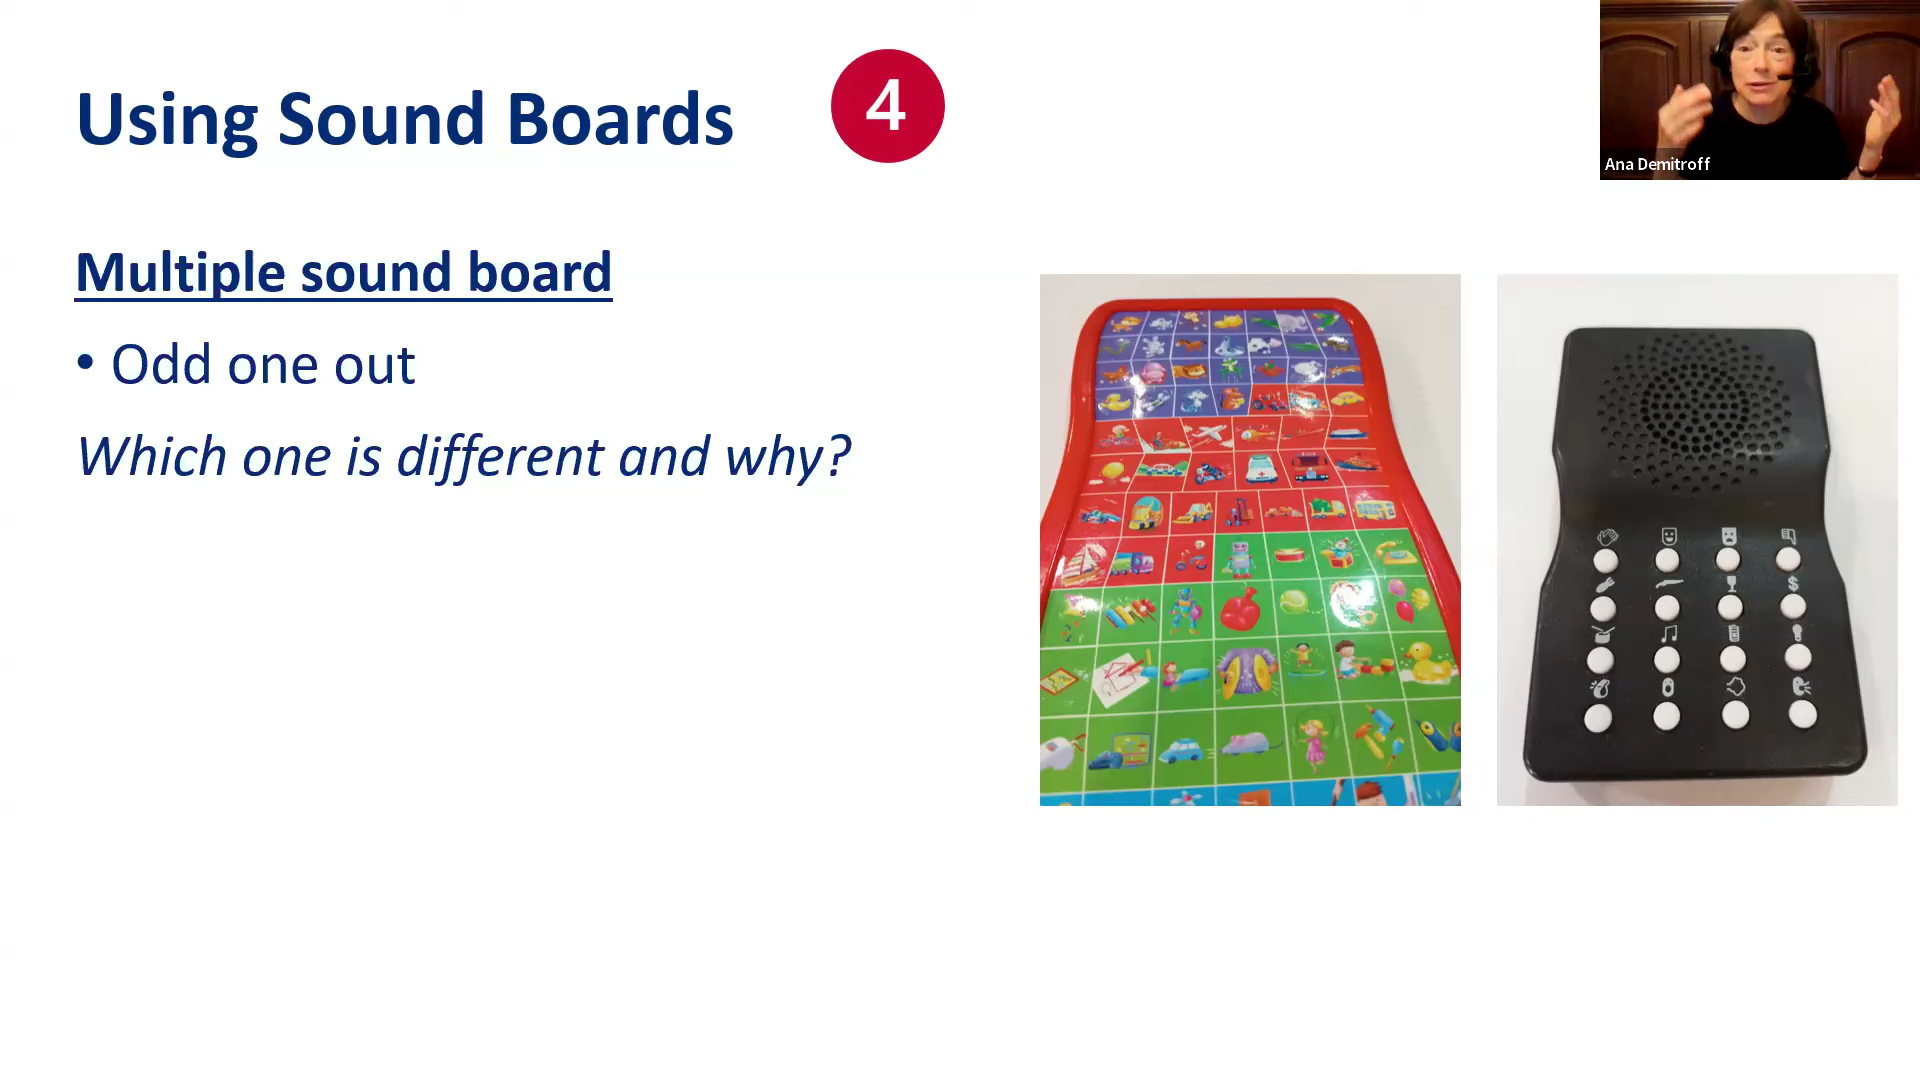 Using Sound Boards
4
Ana Demitroff
Multiple sound board
• Odd one out
Which one is different and why?
$